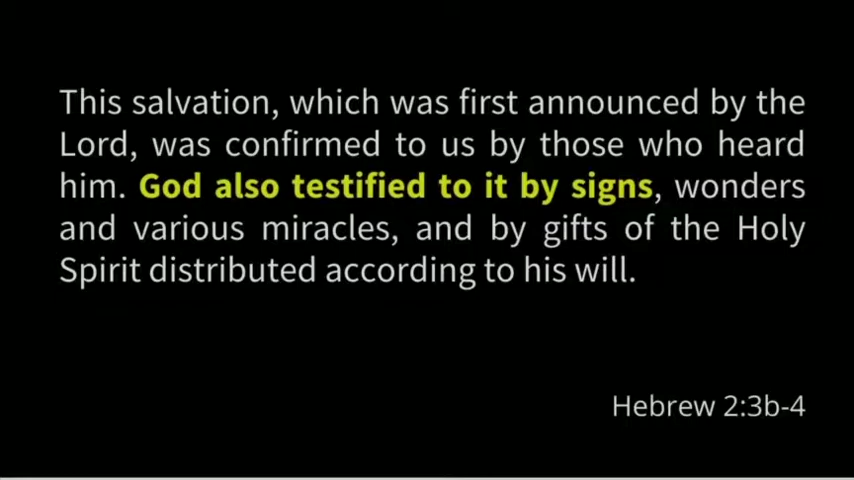 This salvation, which was first announced by the
Lord, was confirmed to us by those who heard
him. God also testified to it by signs, wonders
and various miracles, and by gifts of the Holy
Spirit distributed according to his will.
Hebrew 2:3b-4